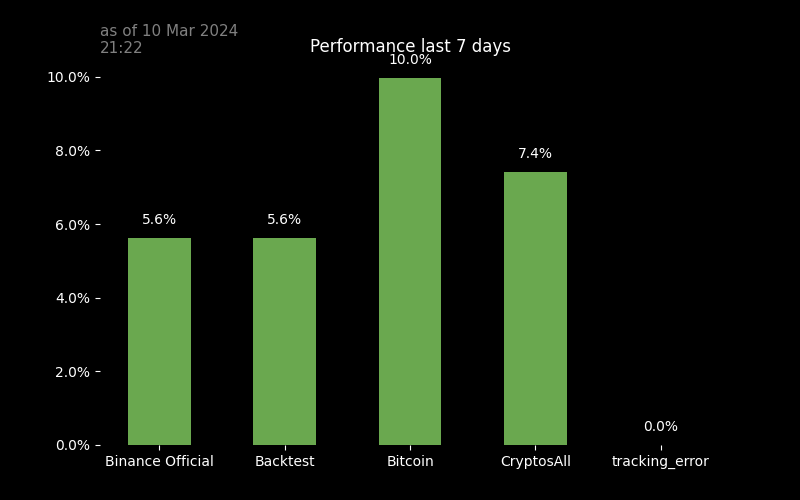 as of 10 Mar 2024
21:22
Performance last 7 days
10.0%
10.0%
8.0%
7.4%
6.0%
5.6%
5.6%
4.0%
2.0%
0.0%
0.0%
Binance Official
Backtest
Bitcoin
CryptosAll
tracking_error